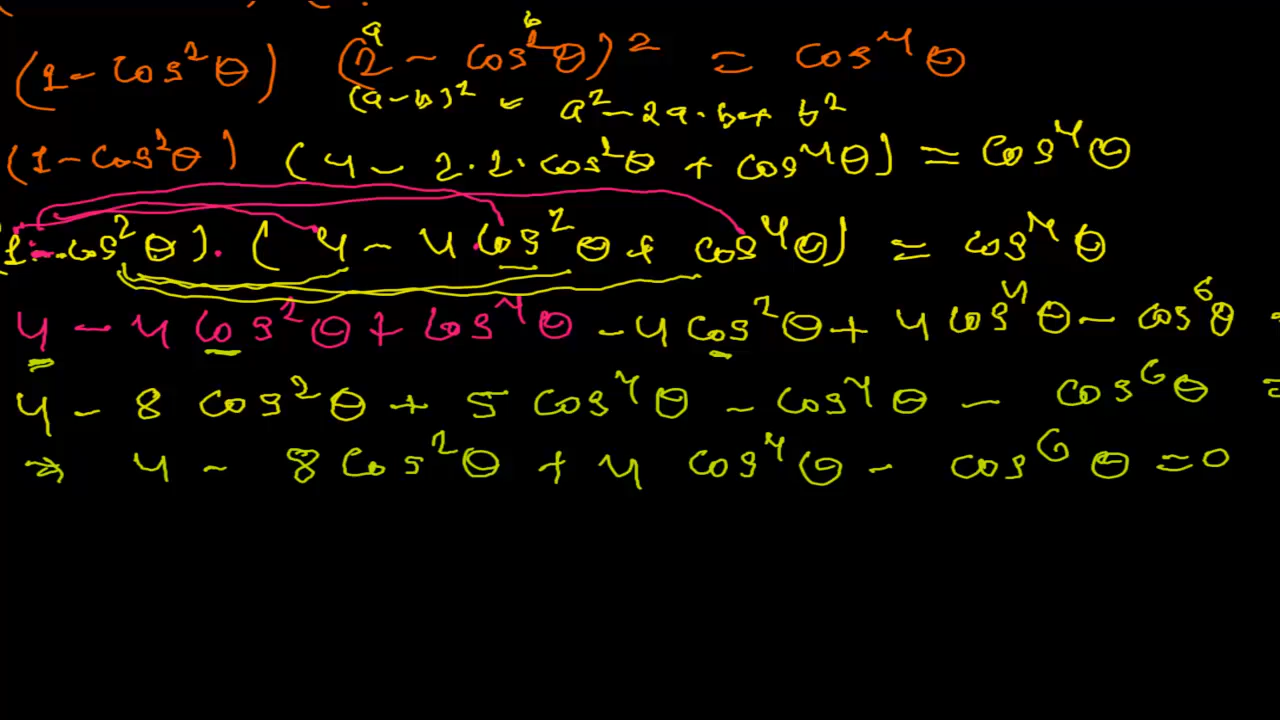 a b
(1 - cos²θ) (2 - cos²θ)² = cos⁴θ
(a - b)² = a² - 2a·b + b²
(1 - cos²θ) (4 - 2·2·cos²θ + cos⁴θ) = cos⁴θ
(1 - cos²θ)·(4 - 4cos²θ + cos⁴θ) = cos⁴θ
4 - 4cos²θ + cos⁴θ - 4cos²θ + 4cos⁴θ - cos⁶θ =
4 - 8cos²θ + 5cos⁴θ - cos⁴θ - cos⁶θ =
⇒ 4 - 8cos²θ + 4cos⁴θ - cos⁶θ = 0